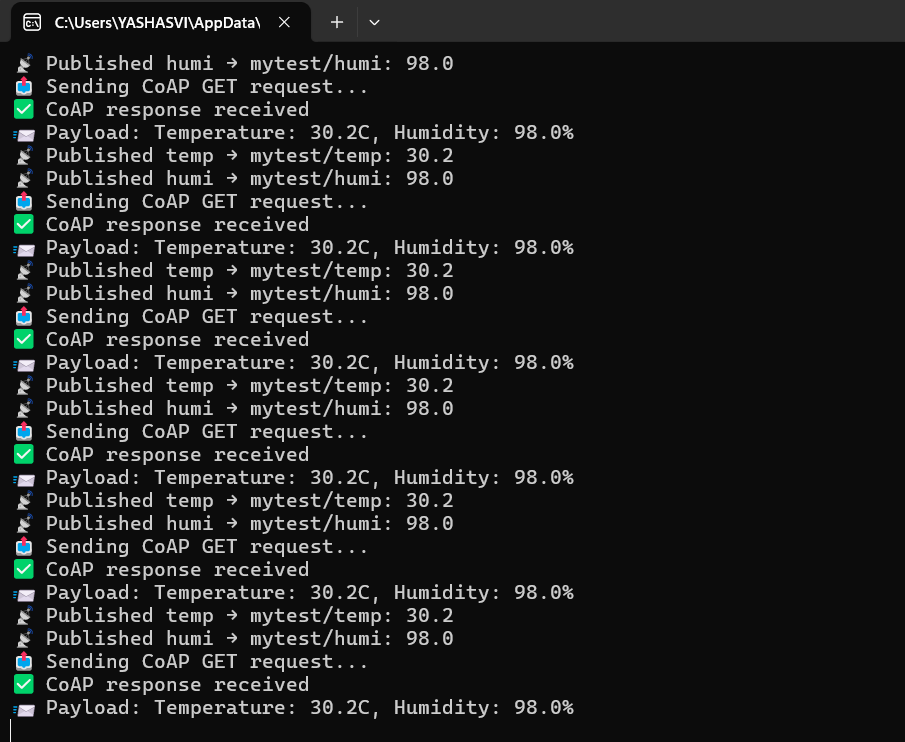 C:\Users\YASHASVI\AppData\
Published humi → mytest/humi: 98.0
Sending CoAP GET request...
CoAP response received
Payload: Temperature: 30.2C, Humidity: 98.0%
Published temp → mytest/temp: 30.2
Published humi → mytest/humi: 98.0
Sending CoAP GET request...
CoAP response received
Payload: Temperature: 30.2C, Humidity: 98.0%
Published temp → mytest/temp: 30.2
Published humi → mytest/humi: 98.0
Sending CoAP GET request...
CoAP response received
Payload: Temperature: 30.2C, Humidity: 98.0%
Published temp → mytest/temp: 30.2
Published humi → mytest/humi: 98.0
Sending CoAP GET request...
CoAP response received
Payload: Temperature: 30.2C, Humidity: 98.0%
Published temp → mytest/temp: 30.2
Published humi → mytest/humi: 98.0
Sending CoAP GET request...
CoAP response received
Payload: Temperature: 30.2C, Humidity: 98.0%
Published temp → mytest/temp: 30.2
Published humi → mytest/humi: 98.0
Sending CoAP GET request...
CoAP response received
Payload: Temperature: 30.2C, Humidity: 98.0%